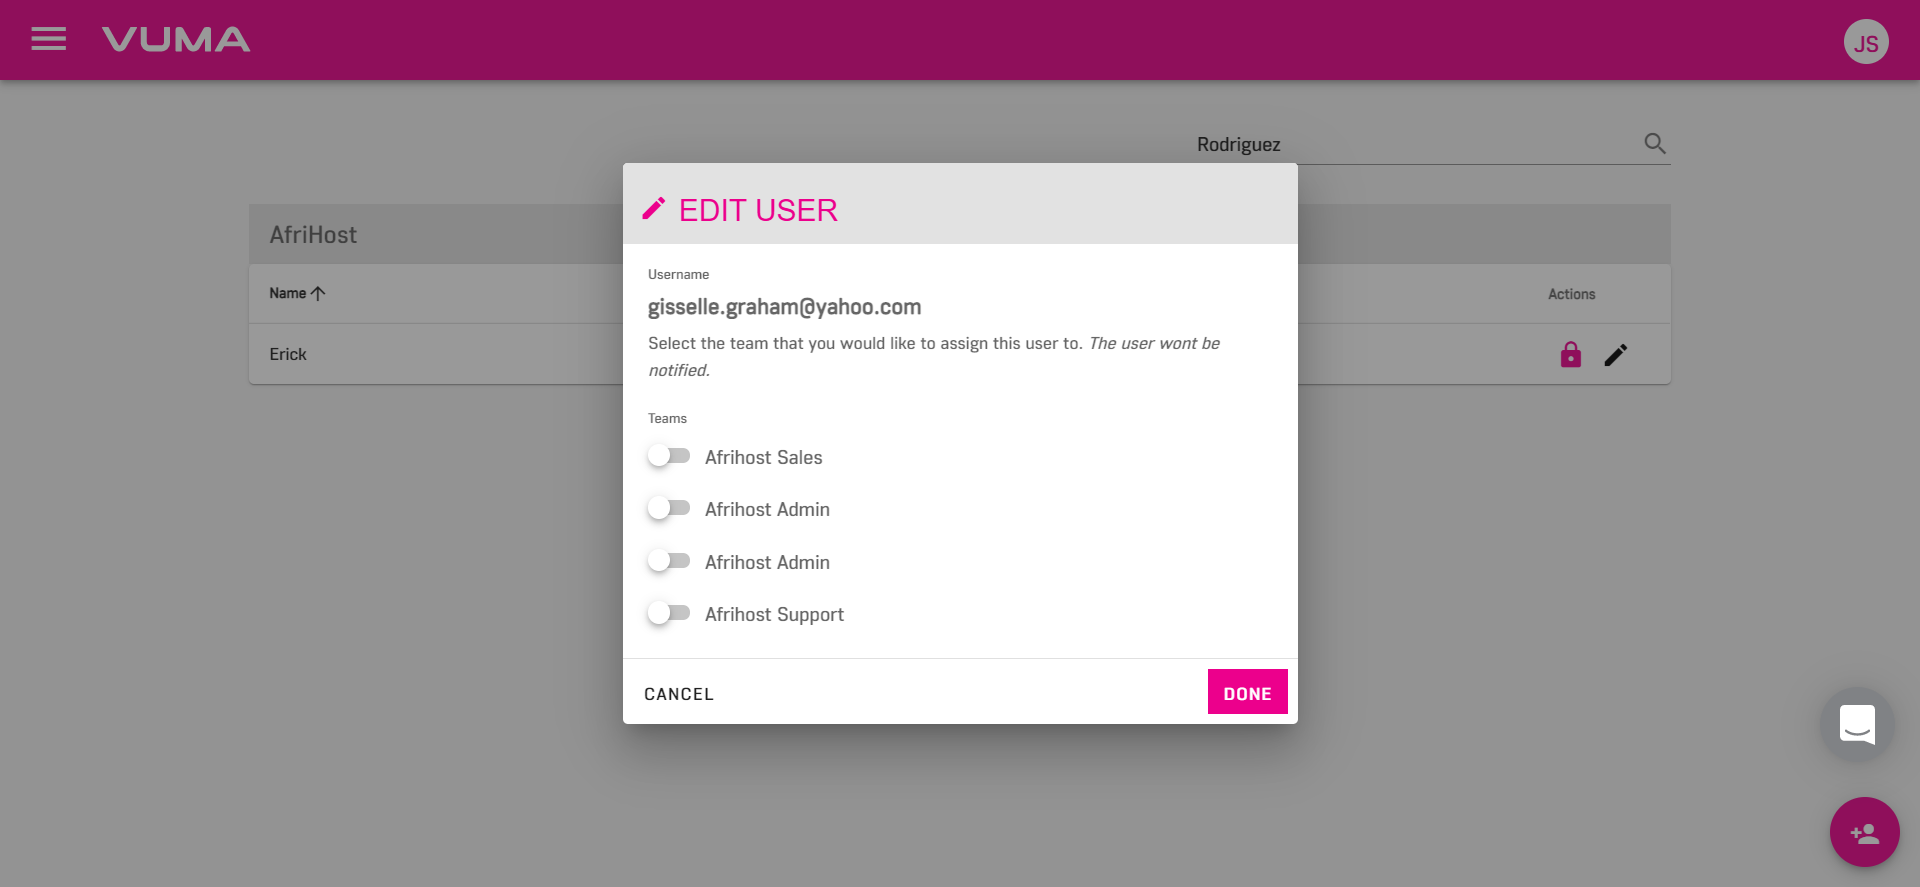 VUMA
JS
Rodriguez
AfriHost
Name
Actions
Erick
EDIT USER
Username
gisselle.graham@yahoo.com
Select the team that you would like to assign this user to. The user wont be
notified.
Teams
Afrihost Sales
Afrihost Admin
Afrihost Admin
Afrihost Support
CANCEL
DONE